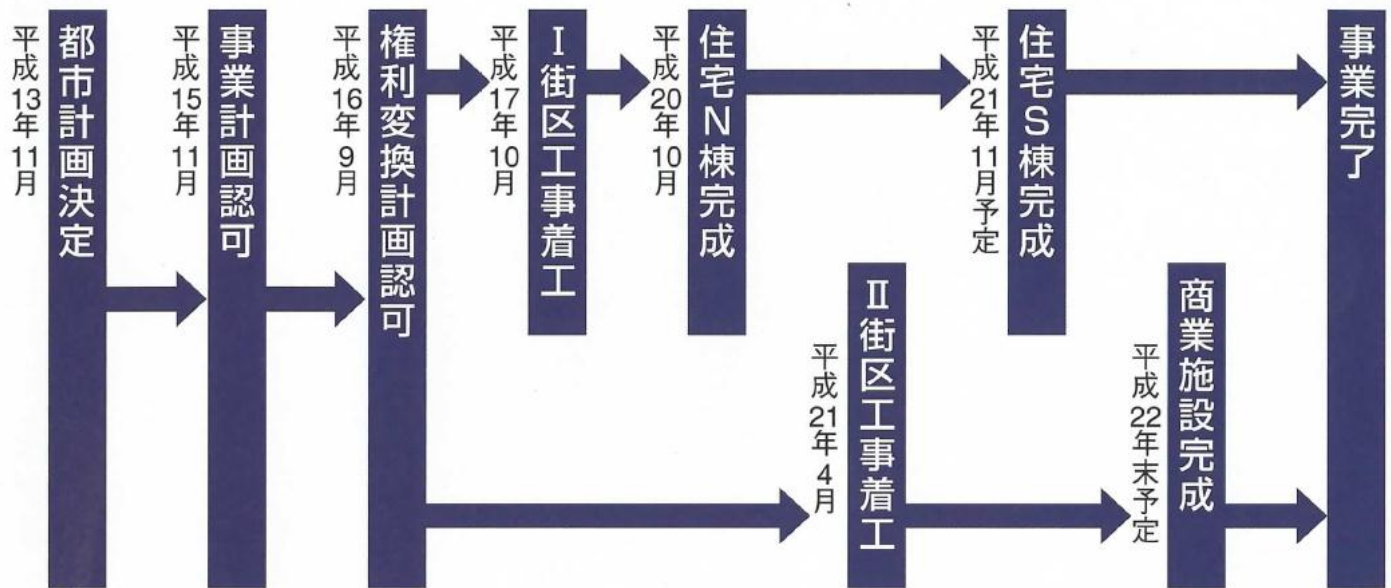 平成13年11月
都市計画決定
平成15年11月
事業計画認可
平成16年9月
権利変換計画認可
平成17年10月
Ⅰ街区工事着工
平成20年10月
住宅N棟完成
平成21年11月予定
住宅S棟完成
平成21年4月
Ⅱ街区工事着工
平成22年末予定
商業施設完成
事業完了